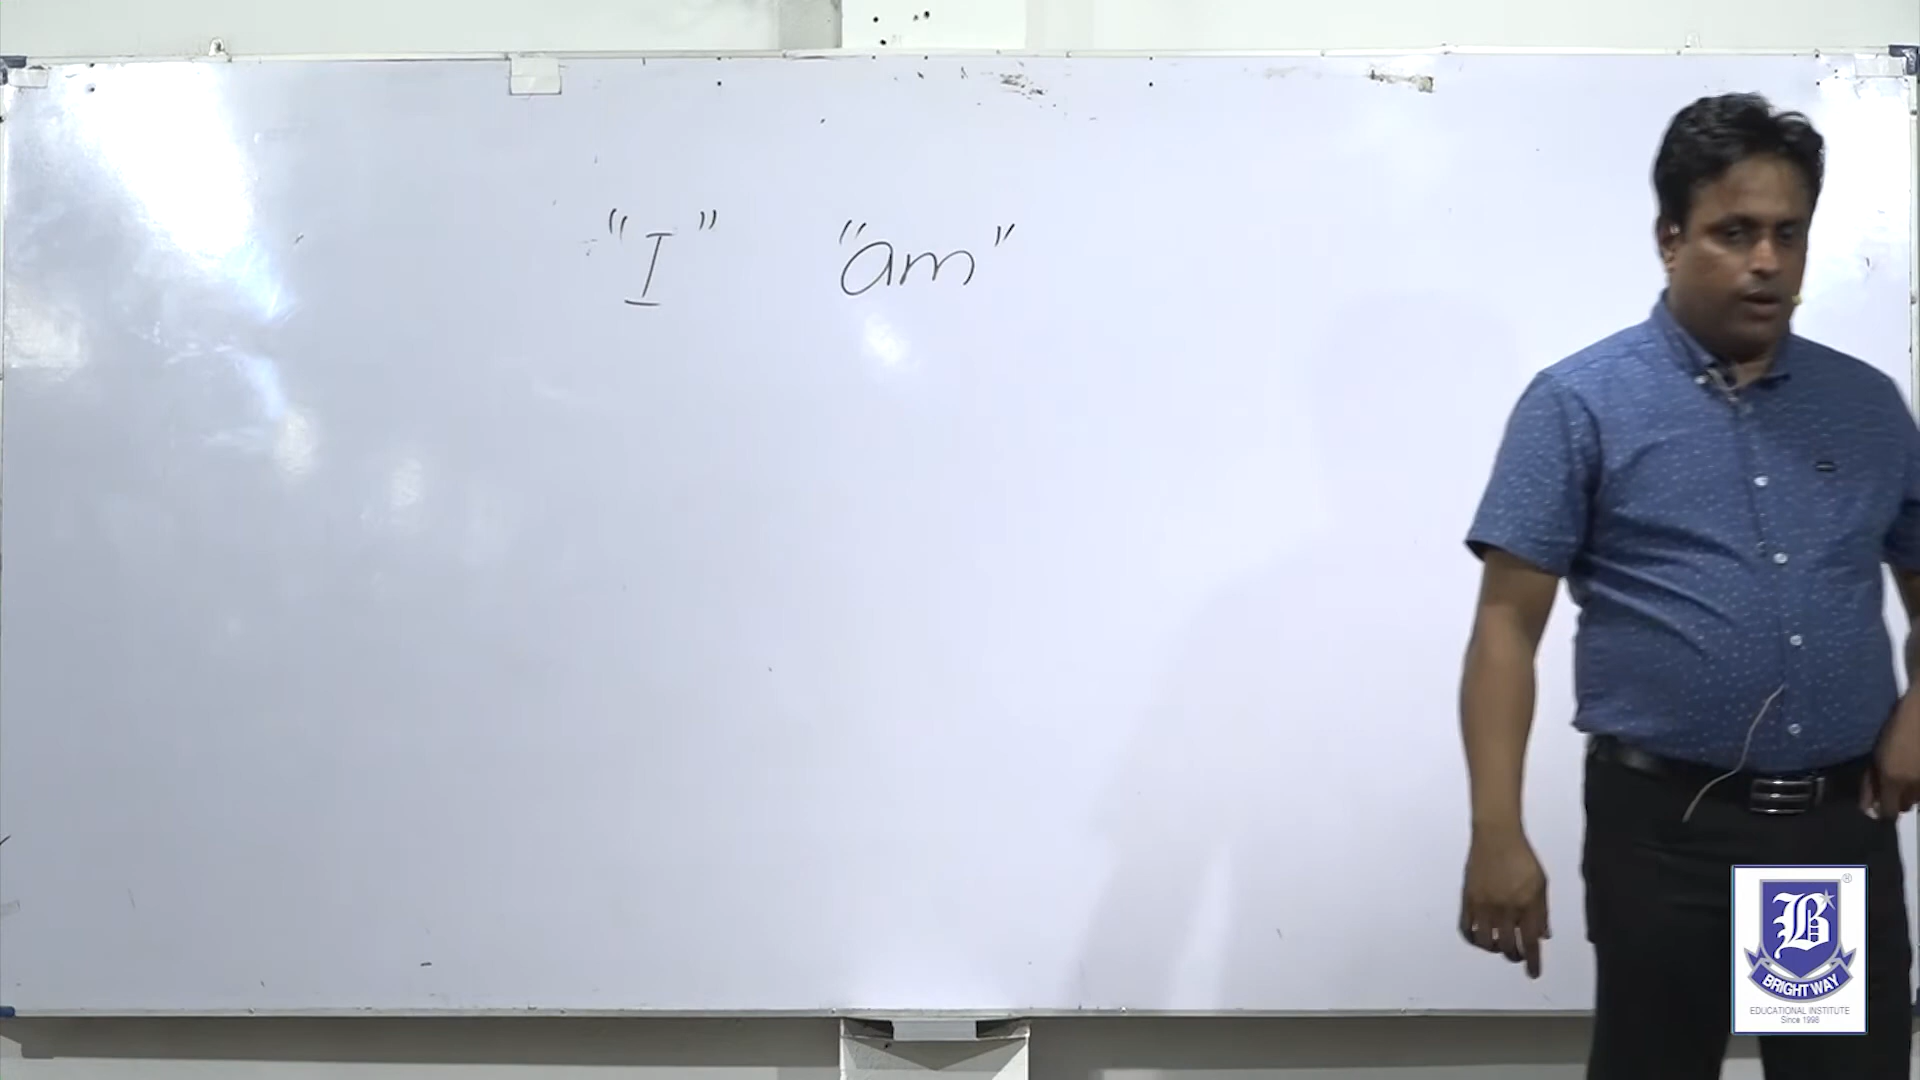 "I" "am"
B
®
BRIGHT WAY
EDUCATIONAL INSTITUTE
Since 1998